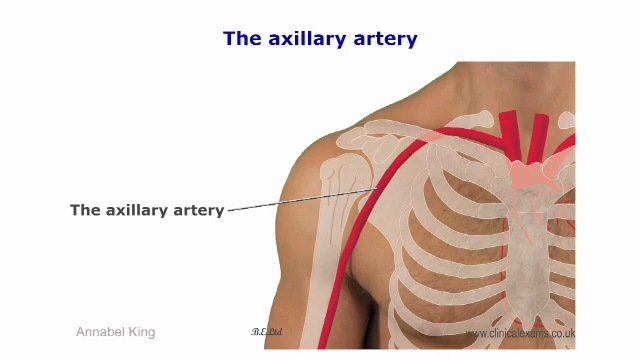 The axillary artery
The axillary artery
Annabel King
B.E.Ltd
www.clinicalexams.co.uk